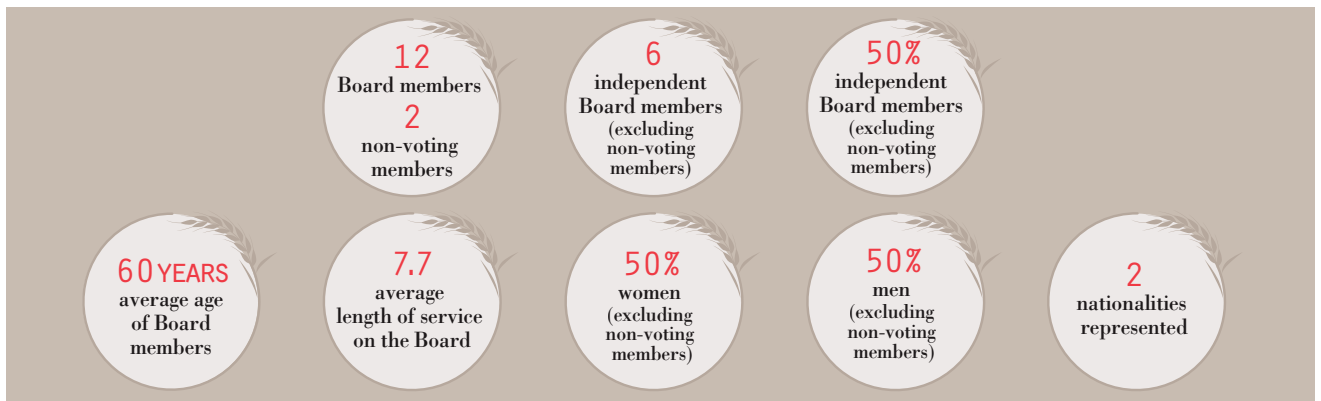 12
Board members
2
non-voting
members
6
independent
Board members
(excluding
non-voting
members)
50%
independent
Board members
(excluding
non-voting
members)
60 YEARS
average age
of Board
members
7.7
average
length of service
on the Board
50%
women
(excluding
non-voting
members)
50%
men
(excluding
non-voting
members)
2
nationalities
represented